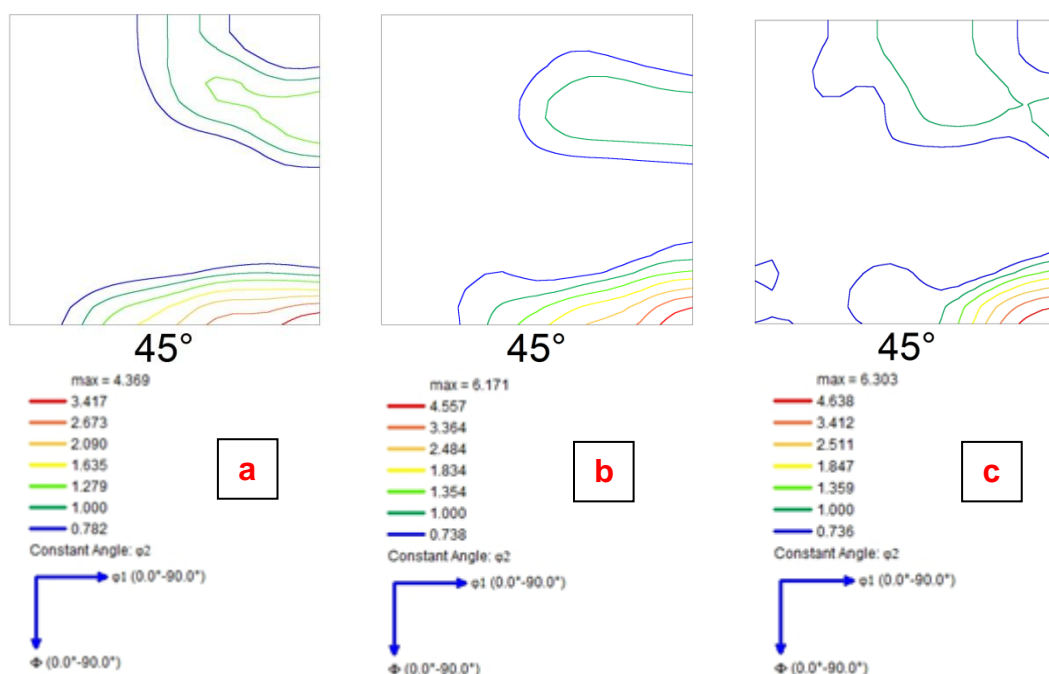 45°
max = 4.369
3.417
2.673
2.090
1.635
1.279
1.000
0.782
Constant Angle: φ2
φ1 (0.0°-90.0°)
Φ (0.0°-90.0°)
a
45°
max = 6.171
4.557
3.364
2.484
1.834
1.354
1.000
0.738
Constant Angle: φ2
φ1 (0.0°-90.0°)
Φ (0.0°-90.0°)
b
45°
max = 6.303
4.638
3.412
2.511
1.847
1.359
1.000
0.736
Constant Angle: φ2
φ1 (0.0°-90.0°)
Φ (0.0°-90.0°)
c